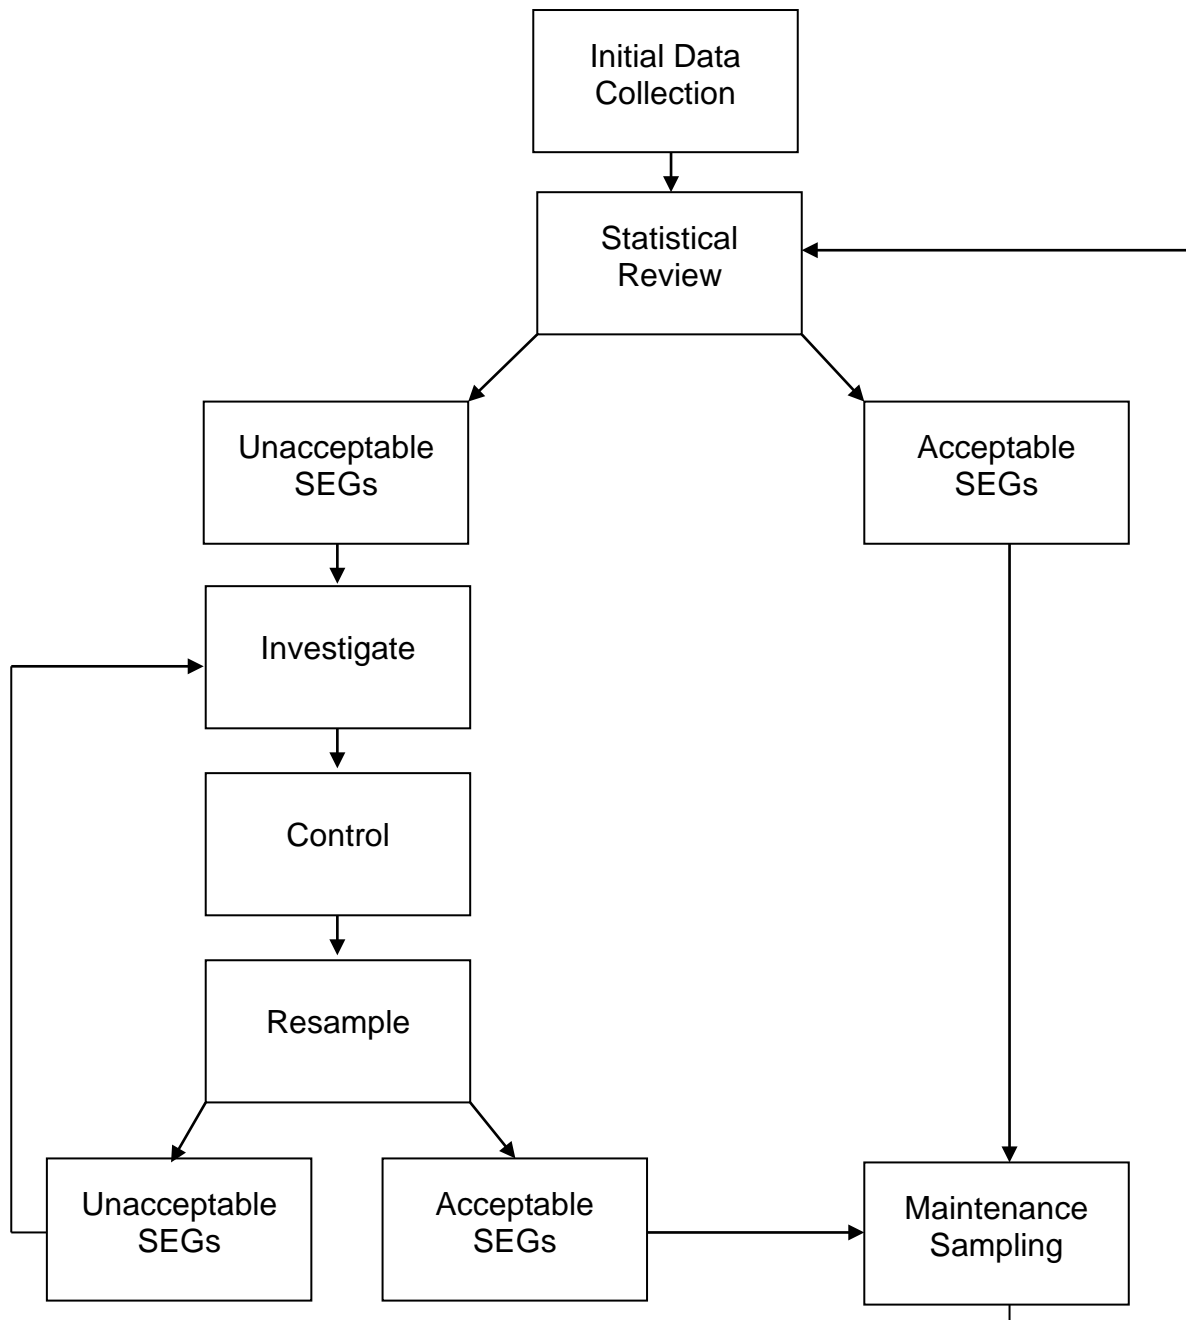 Initial Data
Collection
Statistical
Review
Unacceptable
SEGs
Acceptable
SEGs
Investigate
Control
Resample
Unacceptable
SEGs
Acceptable
SEGs
Maintenance
Sampling